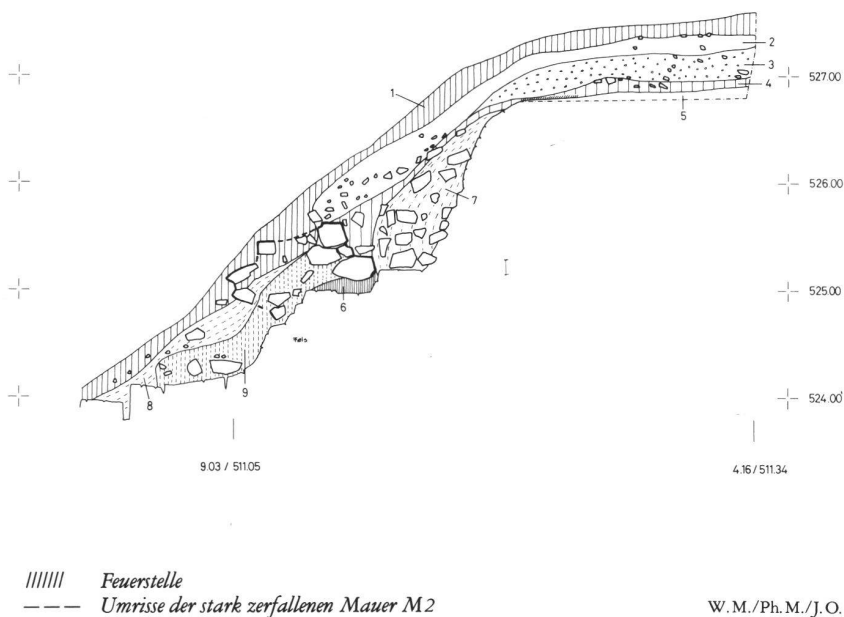 2
527.00
3
4
1
5
526.00
7
I
525.00
6
Fels
9
8
524.00
9.03 / 511.05
4.16 / 511.34
Feuerstelle
Umrisse der stark zerfallenen Mauer M2
W.M./Ph.M./J.O.